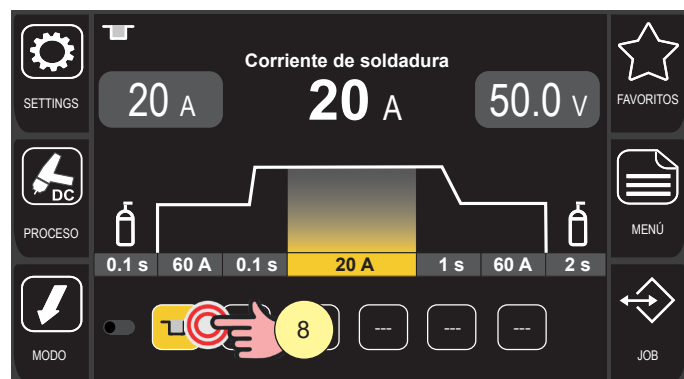 SETTINGS
PROCESO
DC
MODO
Corriente de soldadura
20 A
20 A
50.0 V
0.1 s 60 A 0.1 s 20 A 1 s 60 A 2 s
8 --- --- ---
FAVORITOS
MENÚ
JOB